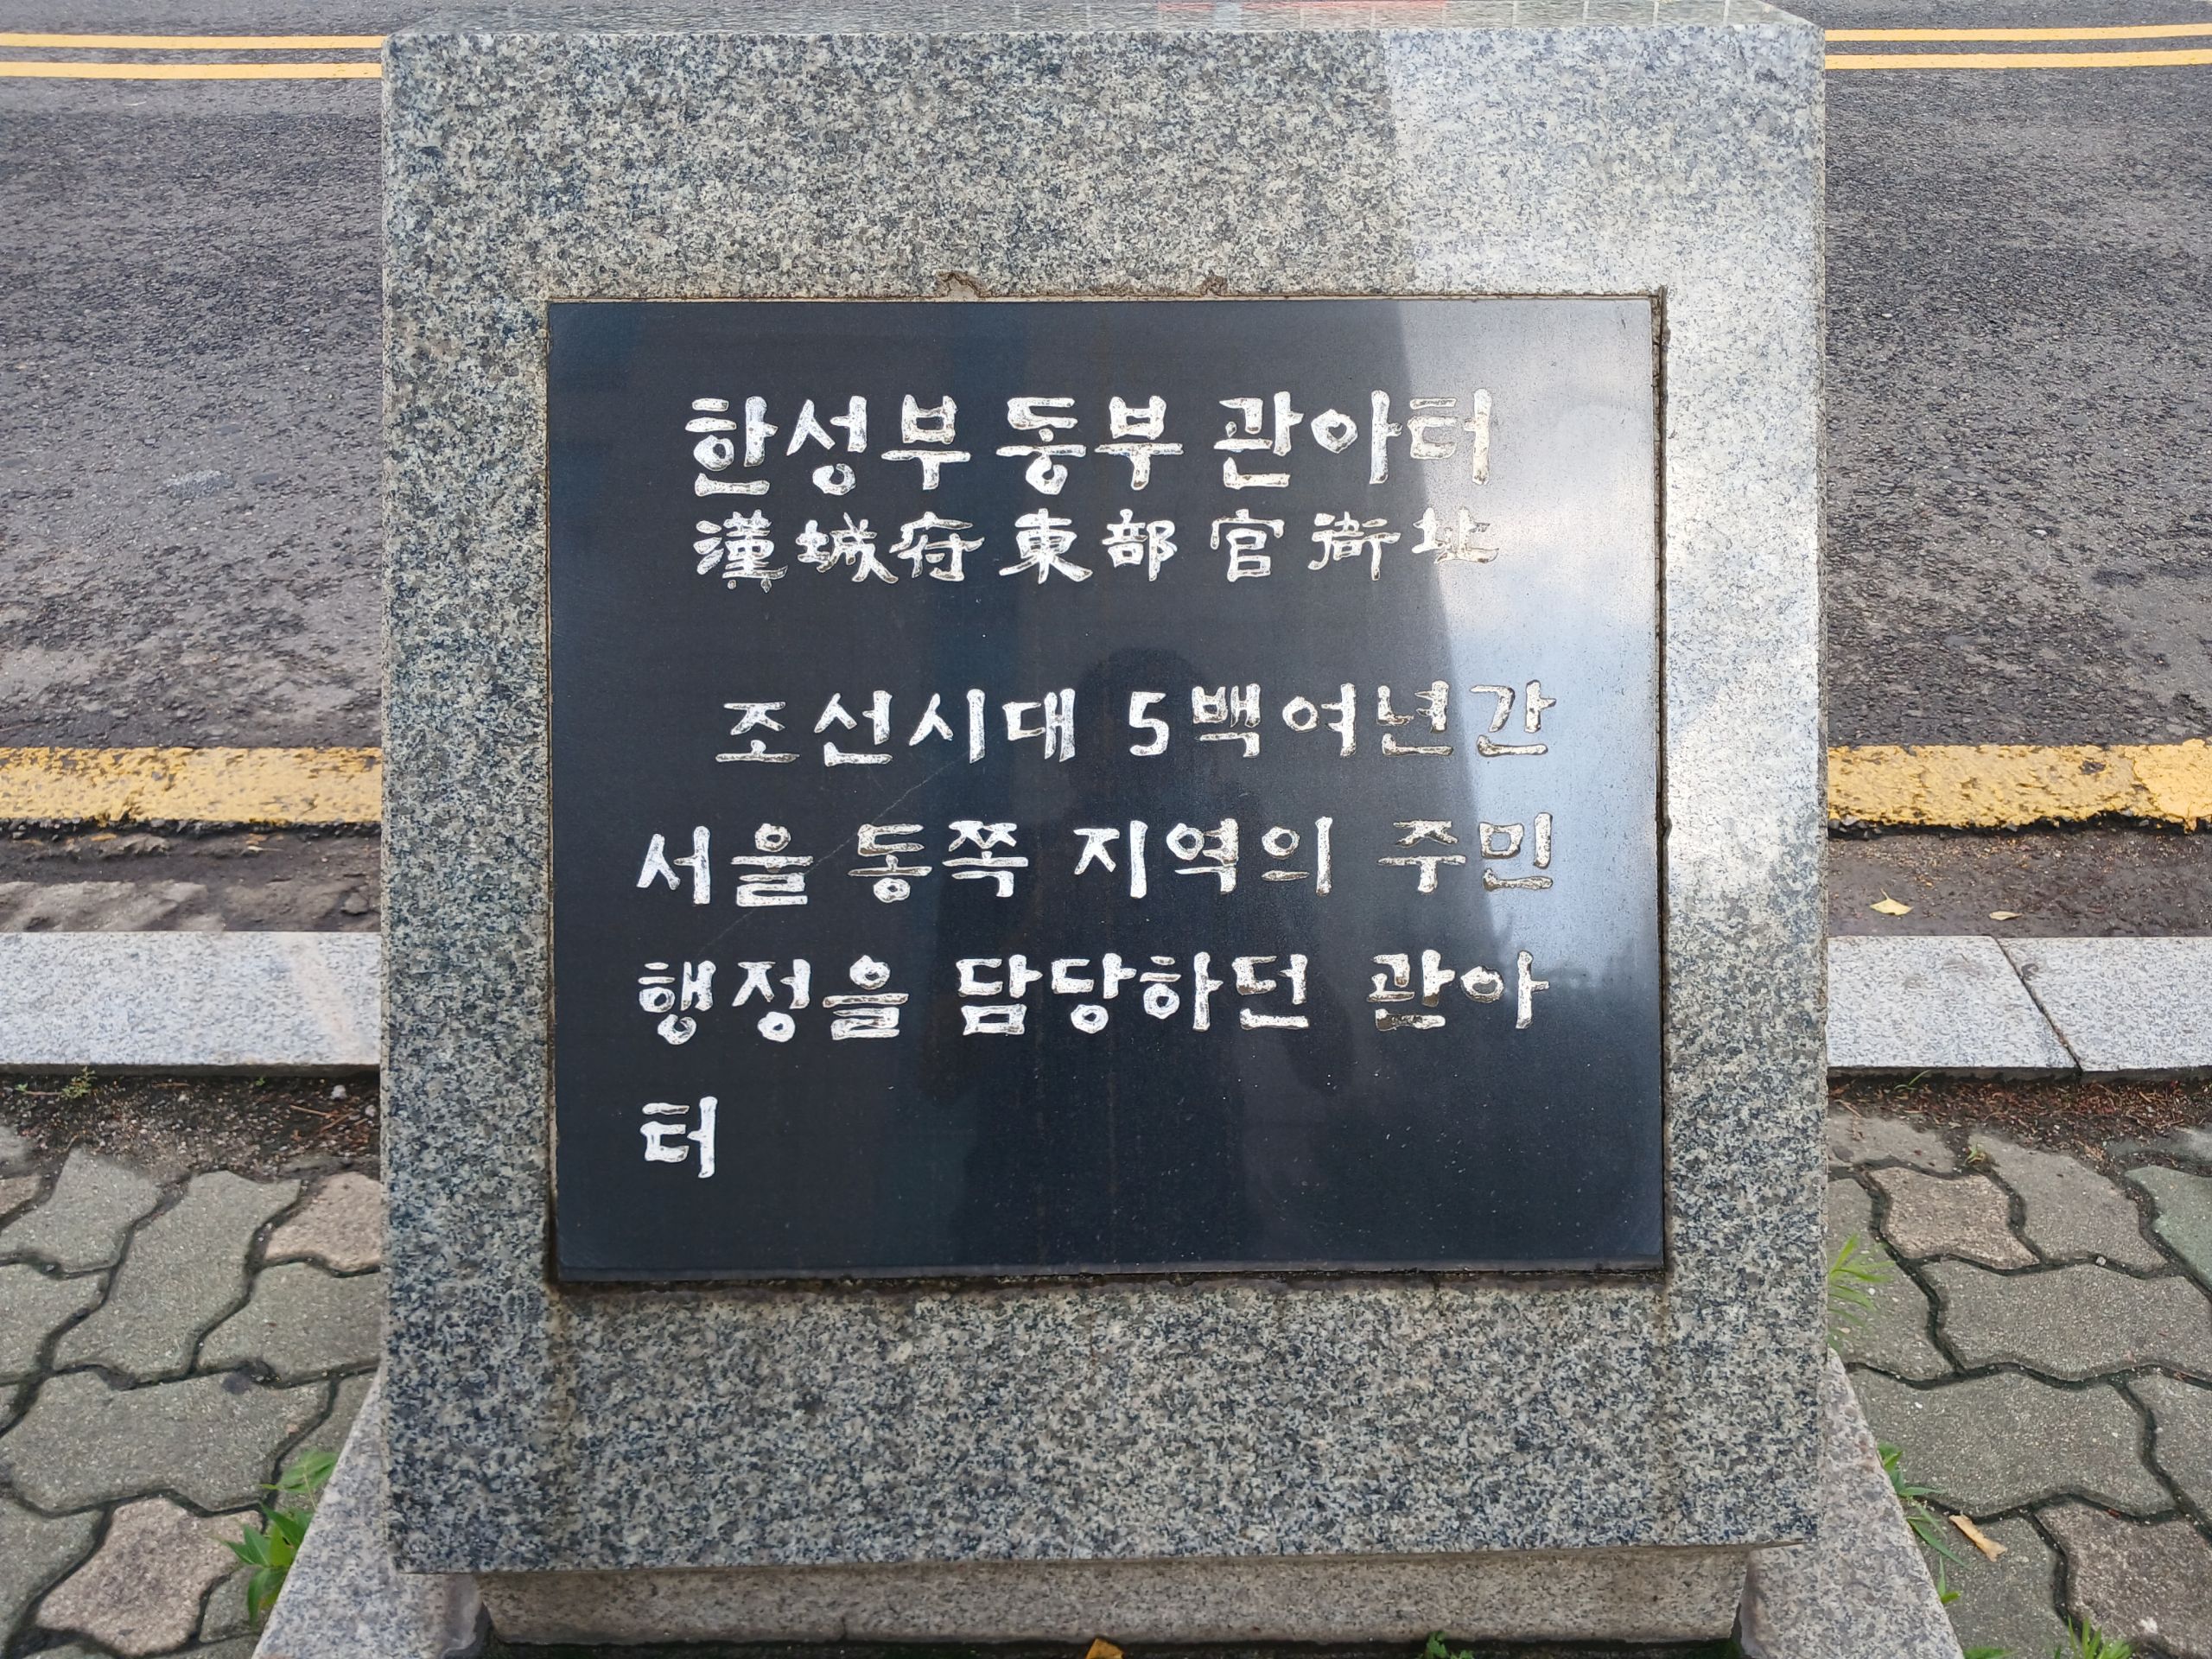 한성부 동부 관아터
漢城府 東部 官衙址
조선시대 5백여년간
서울 동쪽 지역의 주민
행정을 담당하던 관아
터